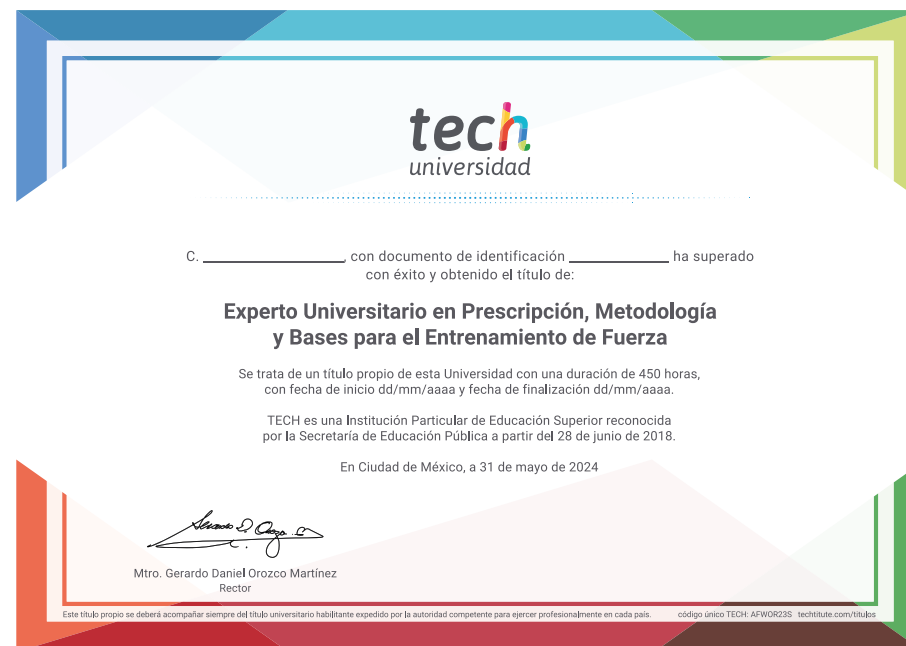 tech
universidad
C. ____________________, con documento de identificación ______________ ha superado
con éxito y obtenido el título de:
Experto Universitario en Prescripción, Metodología
y Bases para el Entrenamiento de Fuerza
Se trata de un título propio de esta Universidad con una duración de 450 horas,
con fecha de inicio dd/mm/aaaa y fecha de finalización dd/mm/aaaa.
TECH es una Institución Particular de Educación Superior reconocida
por la Secretaría de Educación Pública a partir del 28 de junio de 2018.
En Ciudad de México, a 31 de mayo de 2024
Mtro. Gerardo Daniel Orozco Martínez
Rector
Este título propio se deberá acompañar siempre del título universitario habilitante expedido por la autoridad competente para ejercer profesionalmente en cada país. código único TECH: AFWOR23S techtitute.com/titulos